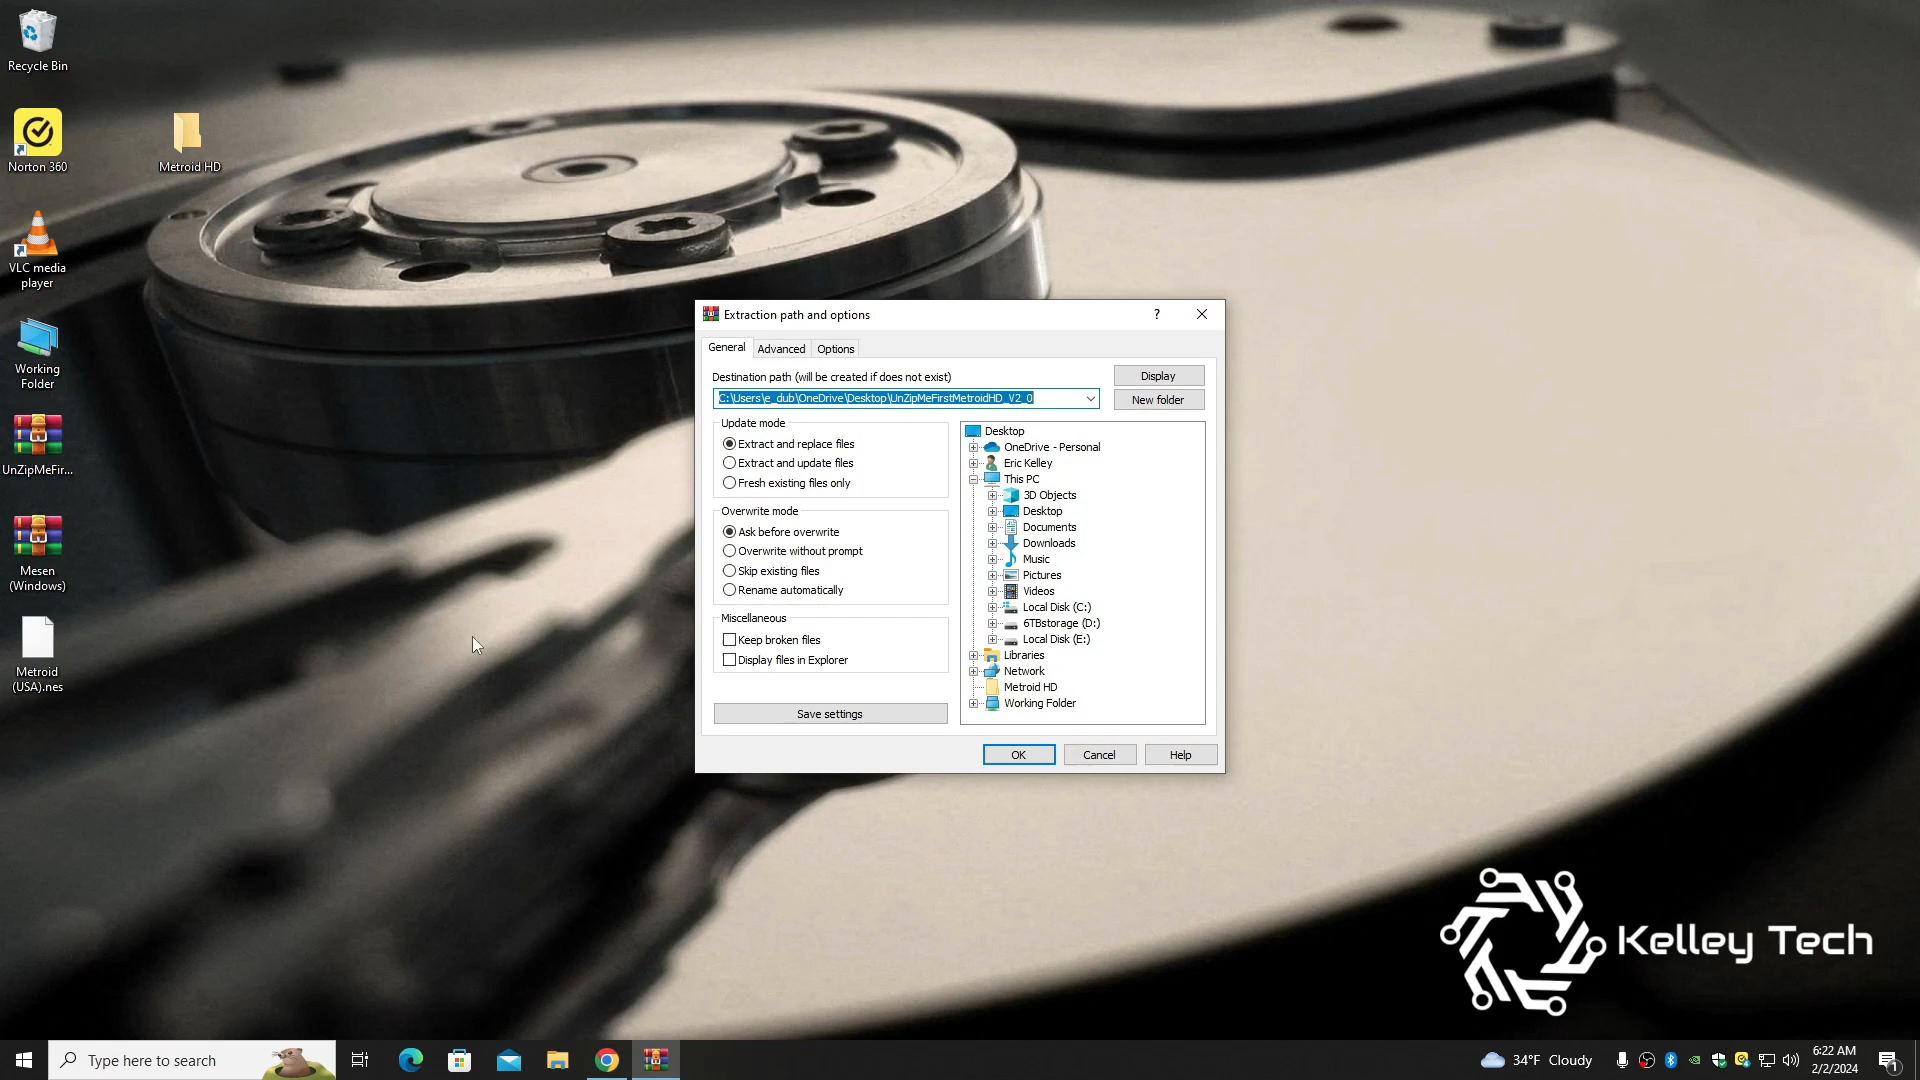 Recycle Bin
Norton 360
Metroid HD
VLC media
player
Working
Folder
UnZipMeFir...
Mesen
(Windows)
Metroid
(USA).nes
Extraction path and options
?
General
Advanced
Options
Destination path (will be created if does not exist)
Display
C:\Users\e_dub\OneDrive\Desktop\UnZipMeFirstMetroidHD_V2_0
New folder
Update mode
Extract and replace files
Extract and update files
Fresh existing files only
Overwrite mode
Ask before overwrite
Overwrite without prompt
Skip existing files
Rename automatically
Miscellaneous
Keep broken files
Display files in Explorer
Save settings
Desktop
OneDrive - Personal
Eric Kelley
This PC
3D Objects
Desktop
Documents
Downloads
Music
Pictures
Videos
Local Disk (C:)
6TBstorage (D:)
Local Disk (E:)
Libraries
Network
Metroid HD
Working Folder
OK
Cancel
Help
Kelley Tech
Type here to search
34°F Cloudy
6:22 AM
2/2/2024
1